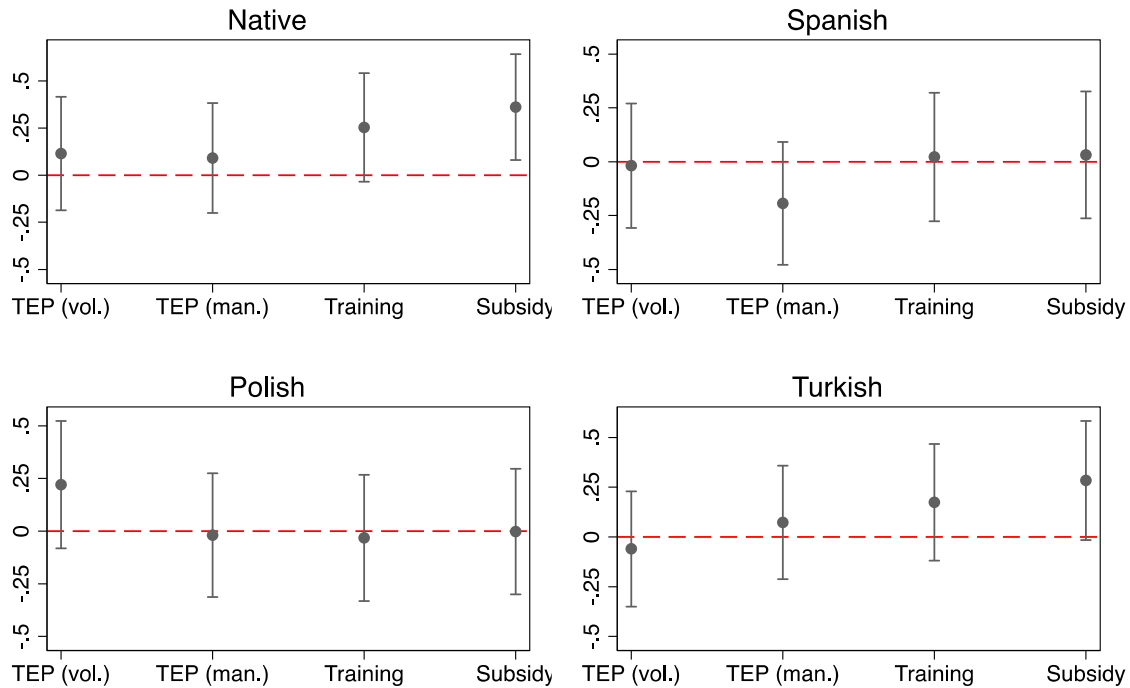 Native
.5
.25
0
-.25
-.5
TEP (vol.) TEP (man.) Training Subsidy
Spanish
.5
.25
0
-.25
-.5
TEP (vol.) TEP (man.) Training Subsidy
Polish
.5
.25
0
-.25
-.5
TEP (vol.) TEP (man.) Training Subsidy
Turkish
.5
.25
0
-.25
-.5
TEP (vol.) TEP (man.) Training Subsidy